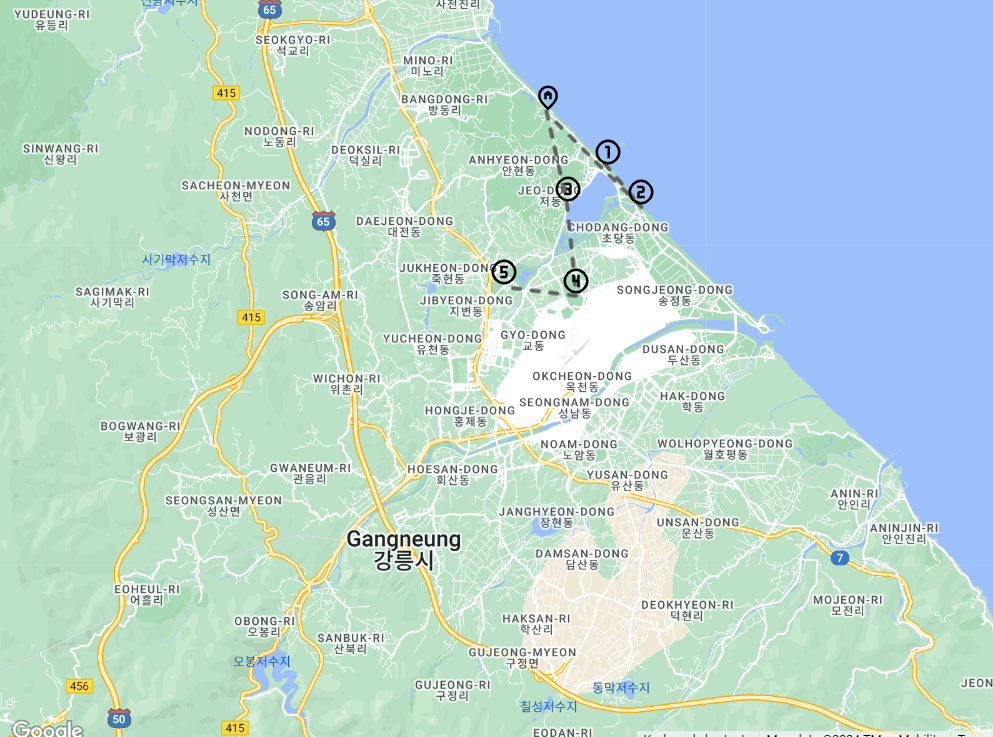 YUDEUNG-RI
유등리
65
사천진리
SEOKGYO-RI
석교리
MINO-RI
미노리
415
BANGDONG-RI
방동리
NODONG-RI
노동리
SINWANG-RI
신왕리
DEOKSIL-RI
덕실리
1
ANHYEON-DONG
안현동
SACHEON-MYEON
사천면
3
저동
2
65
DAEJEON-DONG
대전동
CHODANG-DONG
초당동
사기막저수지
JUKHEON-DONG
죽헌동
5
4
SAGIMAK-RI
사기막리
SONG-AM-RI
송암리
JIBYEON-DONG
지변동
SONGJEONG-DONG
송정동
415
YUCHEON-DONG
유천동
GYO-DONG
교동
DUSAN-DONG
두산동
WICHON-RI
위촌리
OKCHEON-DONG
옥천동
HONGJE-DONG
홍제동
SEONGNAM-DONG
성남동
HAK-DONG
학동
BOGWANG-RI
보광리
NOAM-DONG
노암동
WOLHOPYEONG-DONG
월호평동
GWANEUM-RI
관음리
HOESAN-DONG
회산동
YUSAN-DONG
유산동
SEONGSAN-MYEON
성산면
ANIN-RI
안인리
JANGHYEON-DONG
장현동
UNSAN-DONG
운산동
ANINJIN-RI
안인진리
Gangneung
강릉시
DAMSAN-DONG
담산동
7
EOHEUL-RI
어흘리
DEOKHYEON-RI
덕현리
MOJEON-RI
모전리
OBONG-RI
오봉리
HAKSAN-RI
학산리
SANBUK-RI
산북리
GUJEONG-MYEON
구정면
오봉저수지
456
GUJEONG-RI
구정리
동막저수지
JEON
칠성저수지
50
415
EODAN-RI
Google